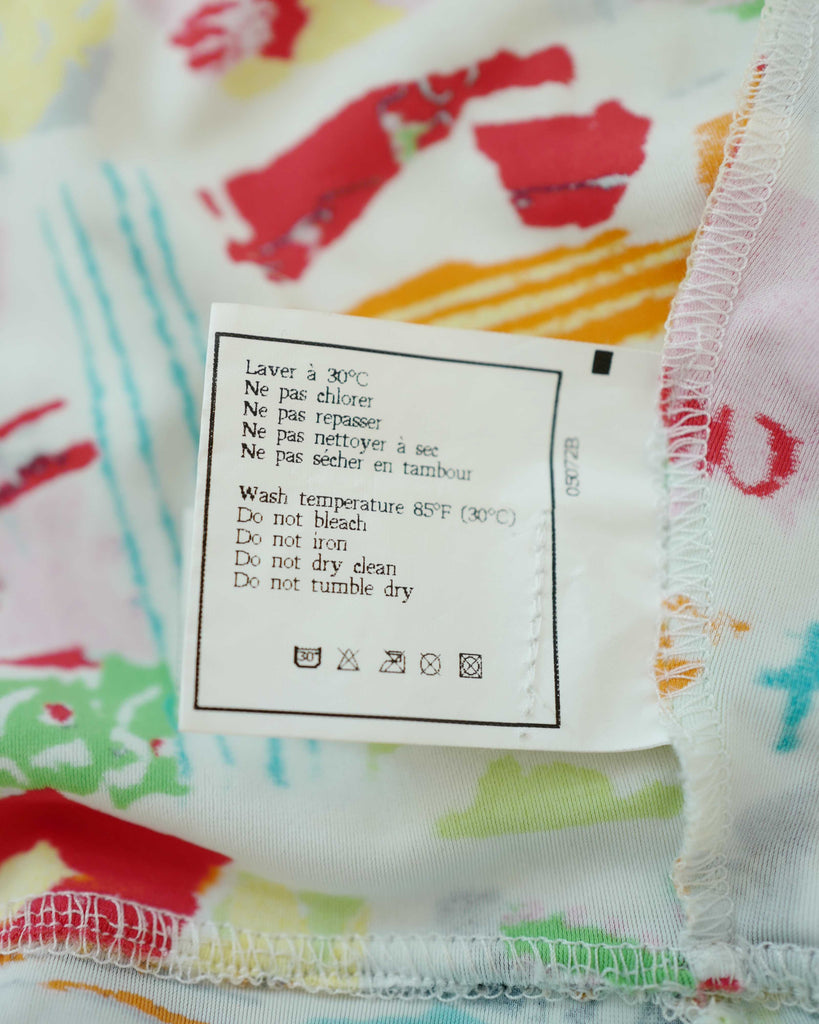 Laver à 30°C
Ne pas chlorer
Ne pas repasser
Ne pas nettoyer à sec
Ne pas sécher en tambour
Wash temperature 85°F (30°C)
Do not bleach
Do not iron
Do not dry clean
Do not tumble dry
30°
05072B